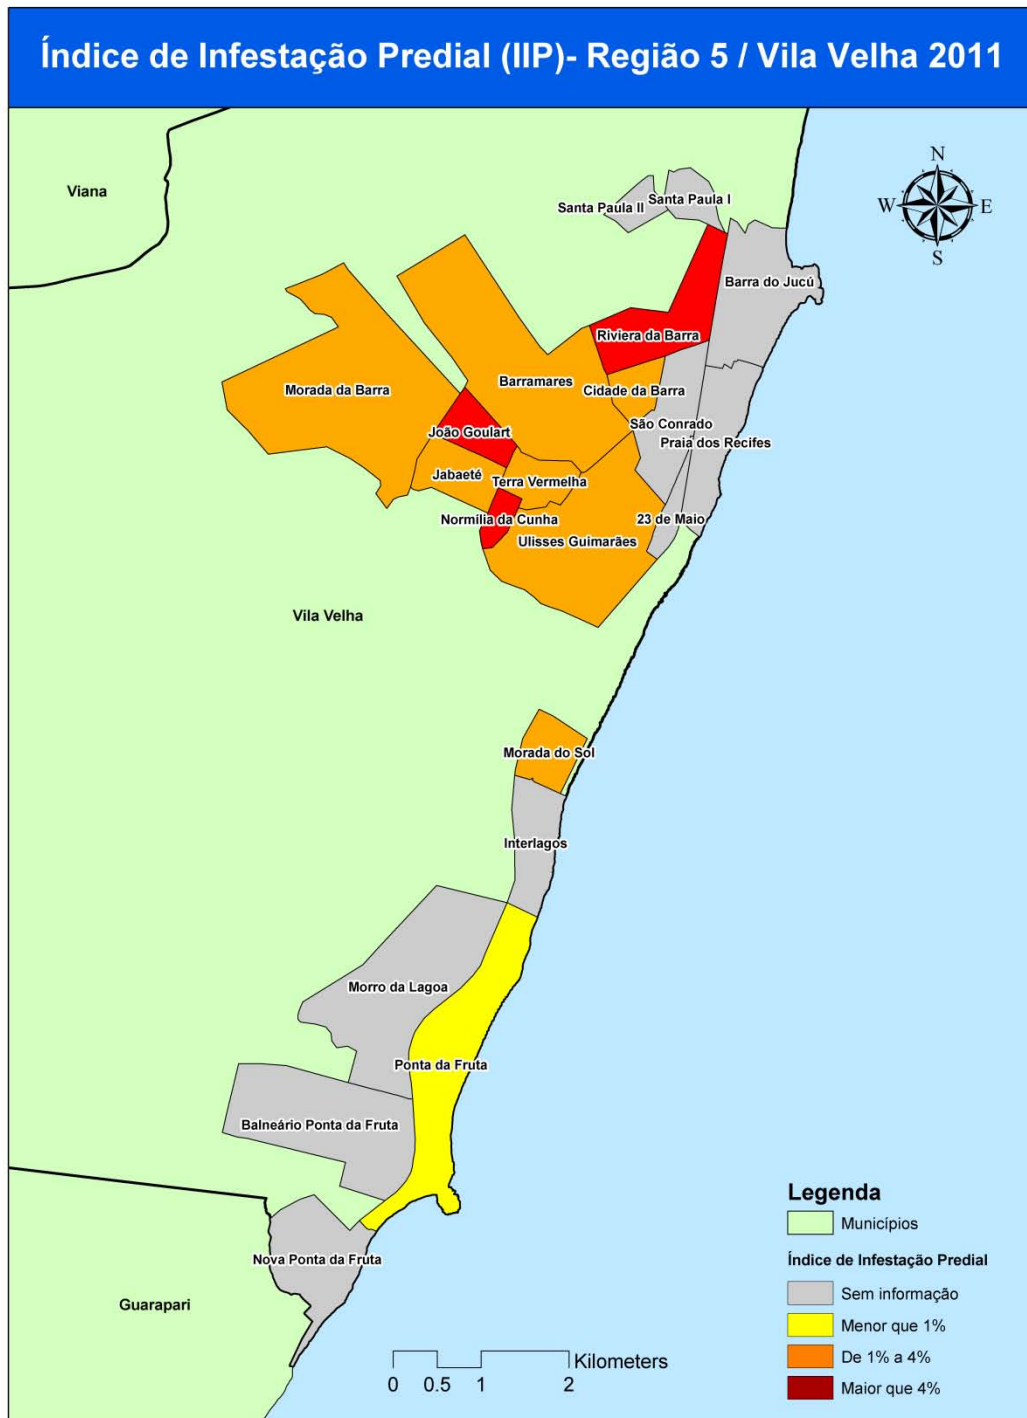 Índice de Infestação Predial (IIP)- Região 5 / Vila Velha 2011
Viana
N
W
E
S
Santa Paula I
Santa Paula II
Barra do Jucú
Riviera da Barra
Barramares
Morada da Barra
Cidade da Barra
São Conrado
João Goulart
Praia dos Recifes
Jabaeté
Terra Vermelha
Normília da Cunha
23 de Maio
Ulisses Guimarães
Vila Velha
Morada do Sol
Interlagos
Morro da Lagoa
Ponta da Fruta
Balneário Ponta da Fruta
Nova Ponta da Fruta
Guarapari
Legenda
Municípios
Índice de Infestação Predial
Sem informação
Menor que 1%
De 1% a 4%
Maior que 4%
Kilometers
0 0.5 1 2